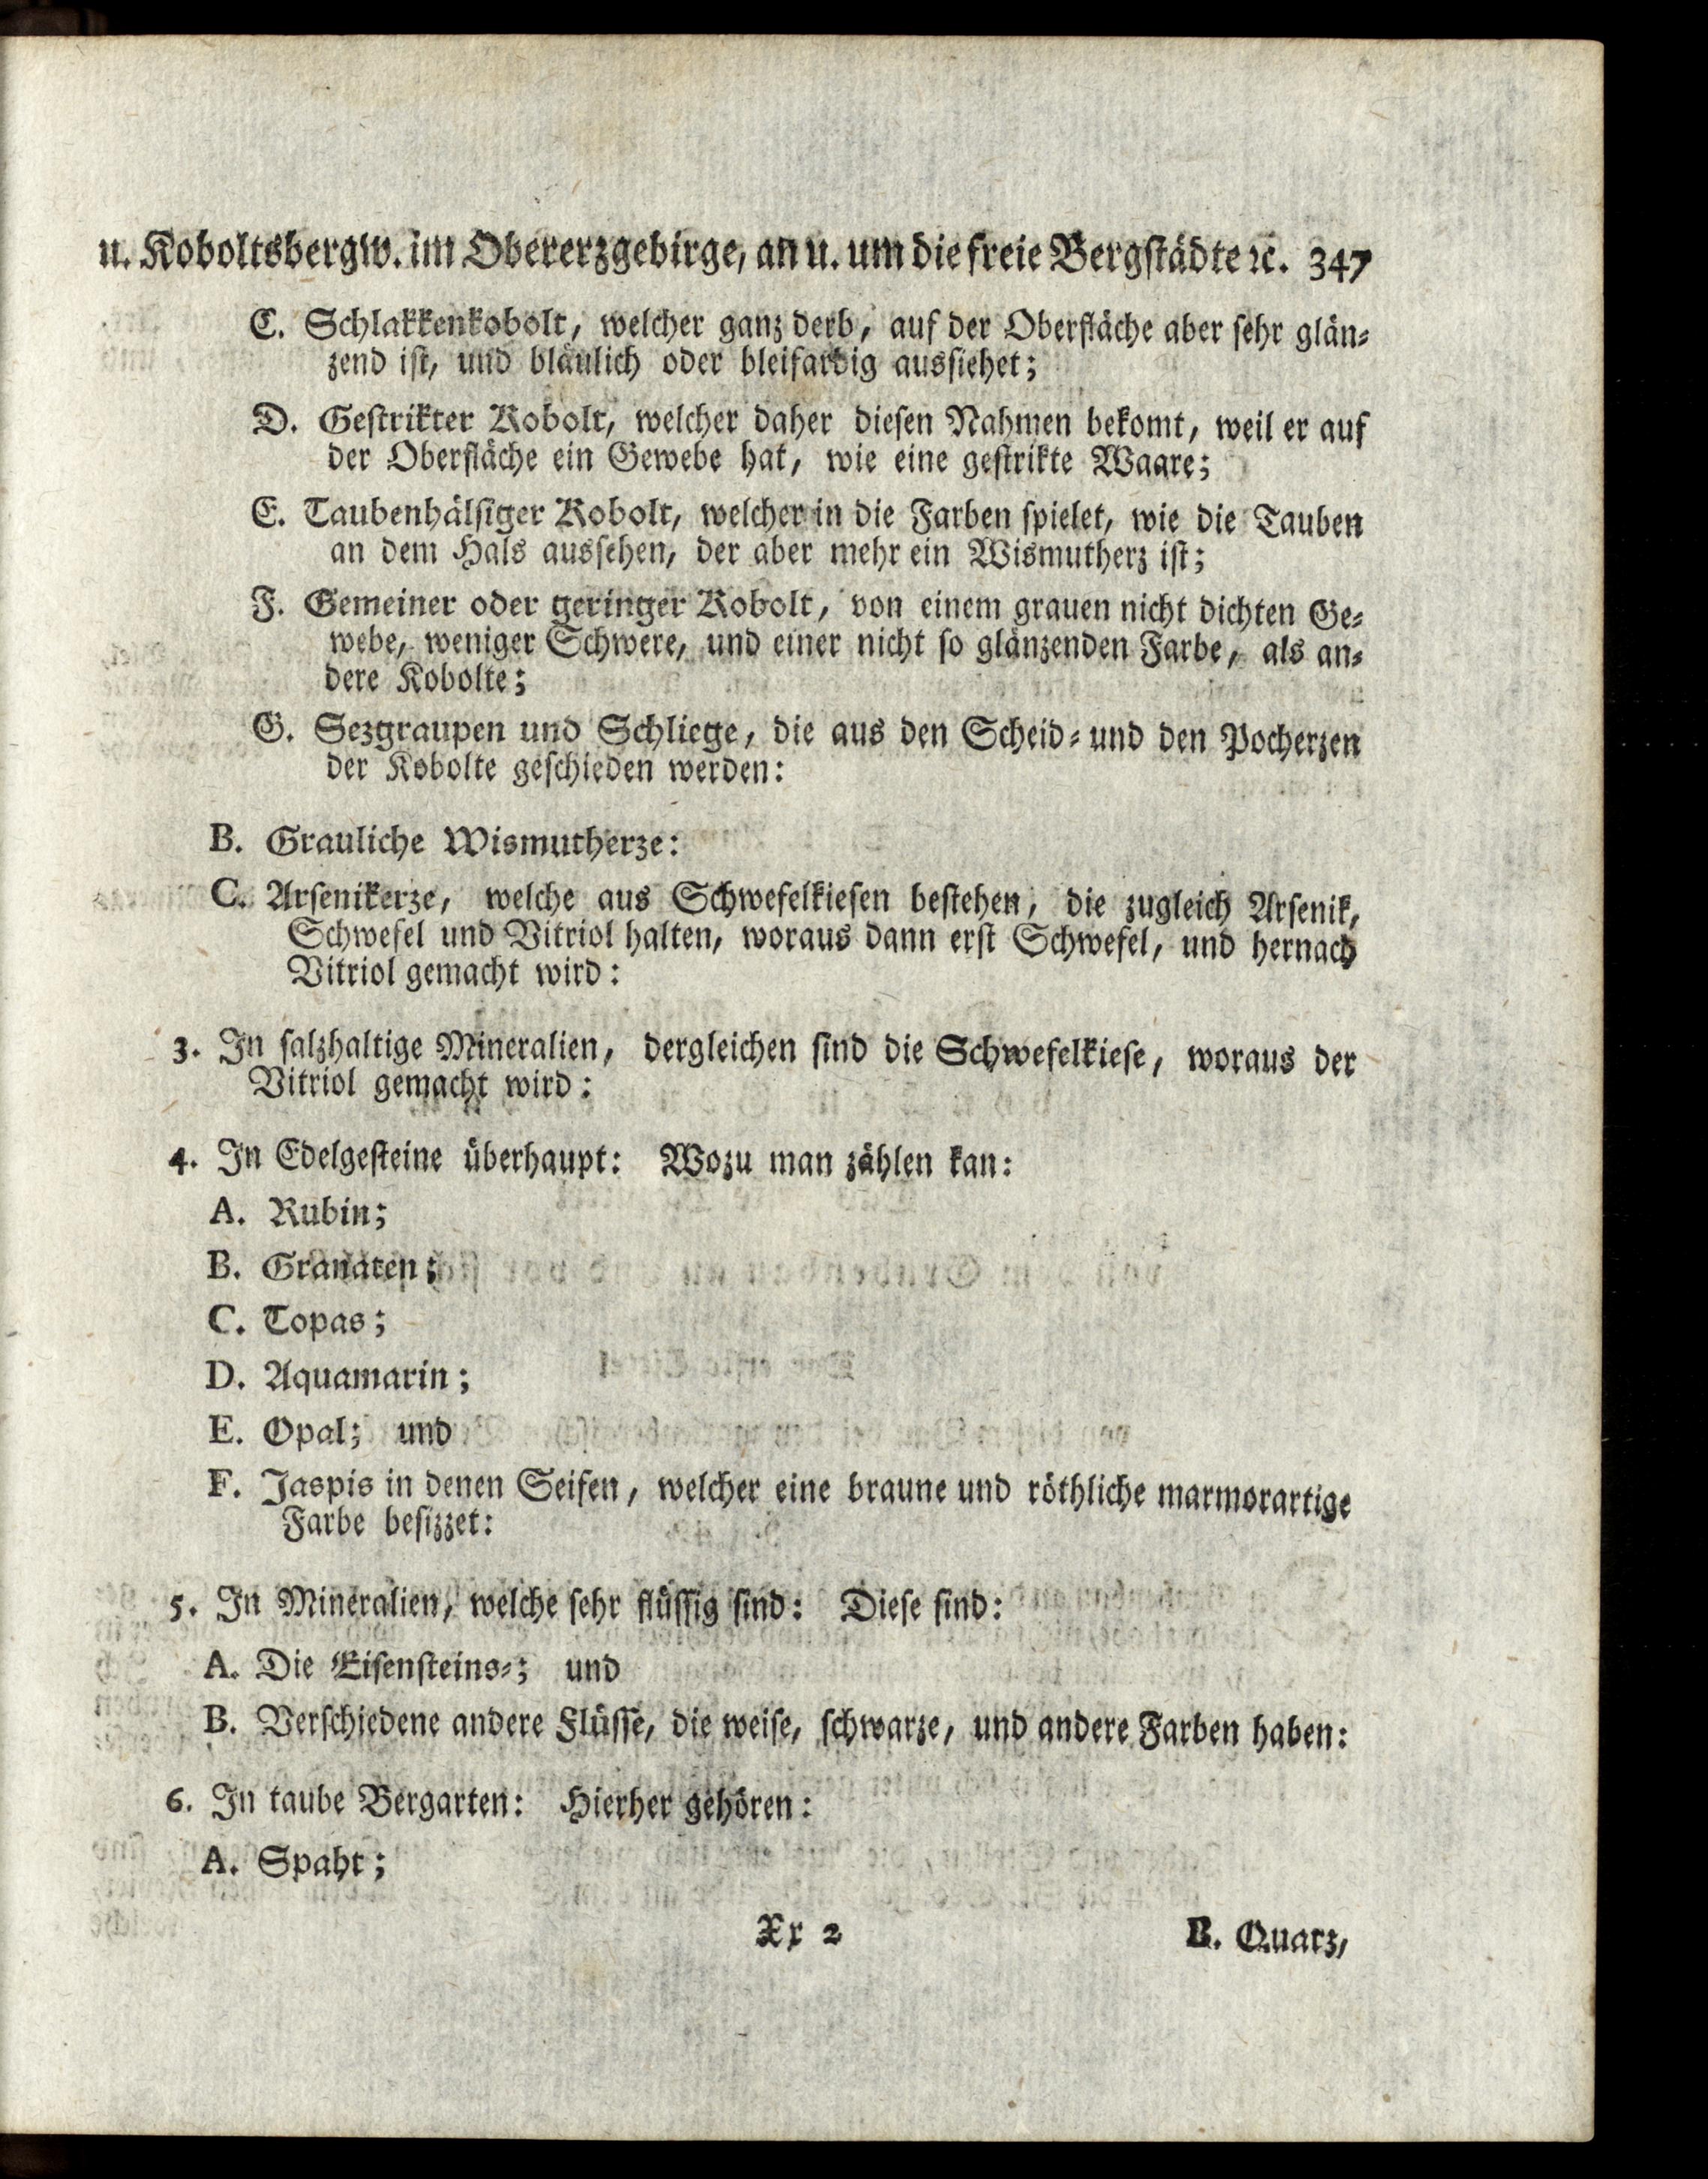 u. Koboltsbergw. im Obererzgebirge, an u. um die freie Bergstädte ꝛc. 347
C. Schlakkenkobolt, welcher ganz derb, auf der Oberfläche aber sehr glän⸗
zend ist, und bläulich oder bleifarbig aussiehet;
D. Gestrikter Kobolt, welcher daher diesen Nahmen bekomt, weil er auf
der Oberfläche ein Gewebe hat, wie eine gestrikte Waare;
E. Taubenhälsiger Kobolt, welcher in die Farben spielet, wie die Tauben
an dem Hals aussehen, der aber mehr ein Wismutherz ist;
F. Gemeiner oder geringer Kobolt, von einem grauen nicht dichten Ge⸗
webe, weniger Schwere, und einer nicht so glänzenden Farbe, als an⸗
dere Kobolte;
G. Sezgraupen und Schliege, die aus den Scheid⸗ und den Pocherzen
der Kobolte geschieden werden:
B. Grauliche Wismutherze:
C. Arsenikerze, welche aus Schwefelkiesen bestehen, die zugleich Arsenik,
Schwefel und Vitriol halten, woraus dann erst Schwefel, und hernach
Vitriol gemacht wird:
3. In salzhaltige Mineralien, dergleichen sind die Schwefelkiese, woraus der
Vitriol gemacht wird:
4. In Edelgesteine überhaupt: Wozu man zählen kan:
A. Rubin;
B. Granaten;
C. Topas;
D. Aquamarin;
E. Opal; und
F. Jaspis in denen Seifen, welcher eine braune und röthliche marmorartige
Farbe besizzet:
5. In Mineralien, welche sehr flüssig sind: Diese sind:
A. Die Eisensteins⸗; und
B. Verschiedene andere Flüsse, die weise, schwarze, und andere Farben haben:
6. In taube Bergarten: Hierher gehören:
A. Spaht;
Xx 2
B. Quarz,